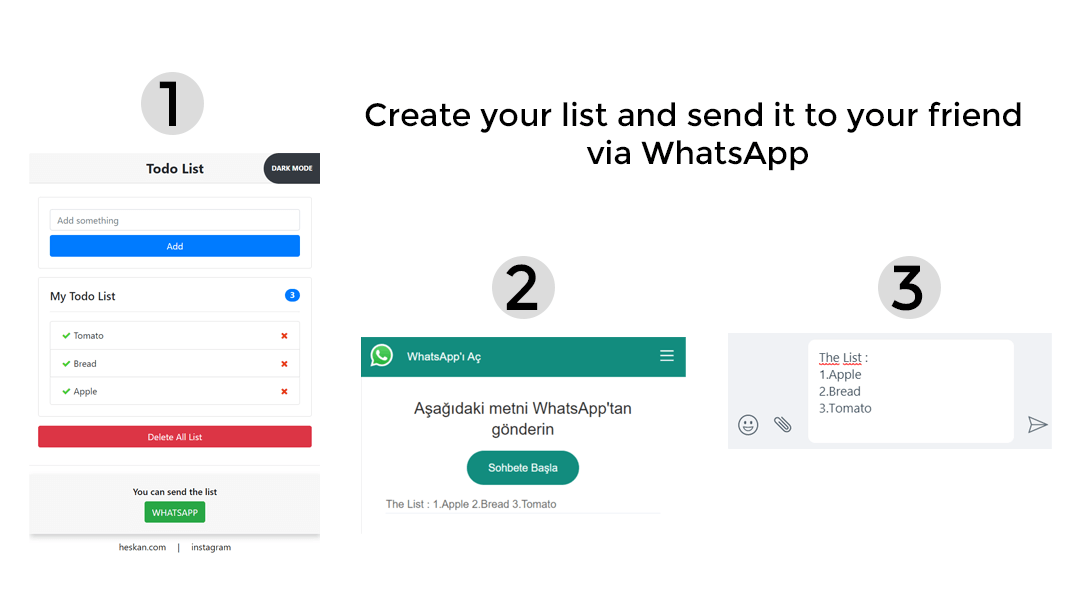 Create your list and send it to your friend
via WhatsApp
1
Todo List
DARK MODE
Add something
Add
My Todo List
3
Tomato
Bread
Apple
Delete All List
You can send the list
WHATSAPP
heskan.com | instagram
2
WhatsApp'ı Aç
Aşağıdaki metni WhatsApp'tan
gönderin
Sohbete Başla
The List : 1.Apple 2.Bread 3.Tomato
3
The List :
1.Apple
2.Bread
3.Tomato